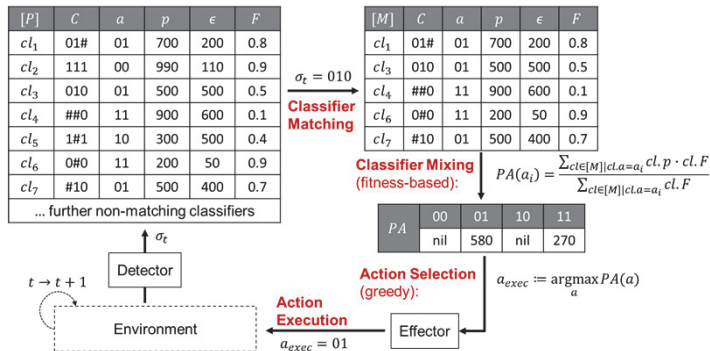 [P] C a p ϵ F
cl₁ 01# 01 700 200 0.8
cl₂ 111 00 990 110 0.9
cl₃ 010 01 500 500 0.5
cl₄ ##0 11 900 600 0.1
cl₅ 1#1 10 300 500 0.4
cl₆ 0#0 11 200 50 0.9
cl₇ #10 01 500 400 0.7
... further non-matching classifiers
σₜ = 010
Classifier
Matching
[M] C a p ϵ F
cl₁ 01# 01 700 200 0.8
cl₃ 010 01 500 500 0.5
cl₄ ##0 11 900 600 0.1
cl₆ 0#0 11 200 50 0.9
cl₇ #10 01 500 400 0.7
Classifier Mixing
(fitness-based):
PA(aᵢ) = ∑cl∈[M]|cl.a=aᵢ cl.p · cl.F / ∑cl∈[M]|cl.a=aᵢ cl.F
PA 00 01 10 11
nil 580 nil 270
Action Selection
(greedy):
aₑₓₑc ≔ argmax PA(a)
a
Effector
Action
Execution
aₑₓₑc = 01
Environment
t → t + 1
Detector
σₜ